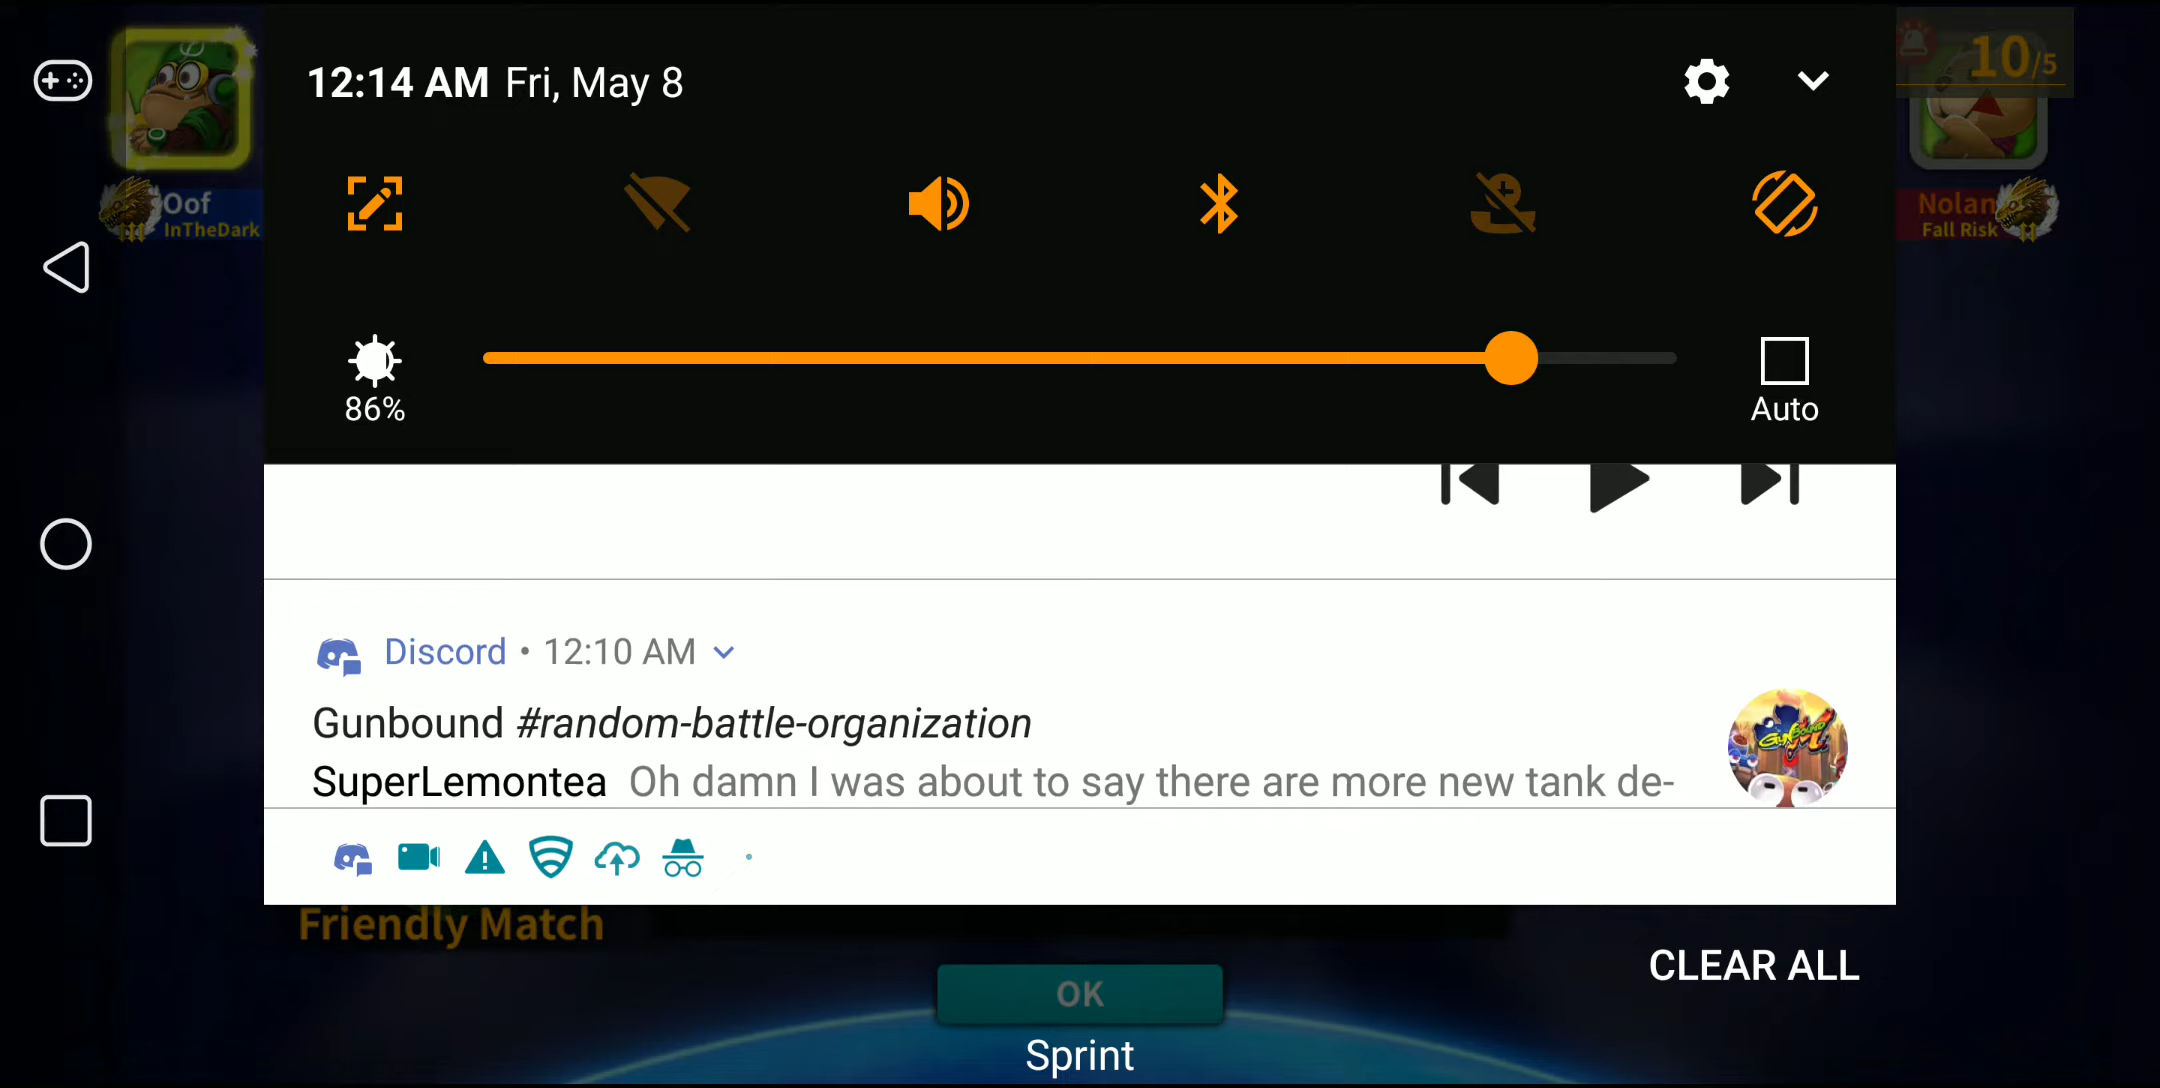 12:14 AM Fri, May 8
10/5
Oof
InTheDark
Nolan
Fall Risk
86%
Auto
Discord • 12:10 AM
Gunbound #random-battle-organization
SuperLemontea Oh damn I was about to say there are more new tank de-
GUNBOUND
Friendly Match
CLEAR ALL
OK
Sprint